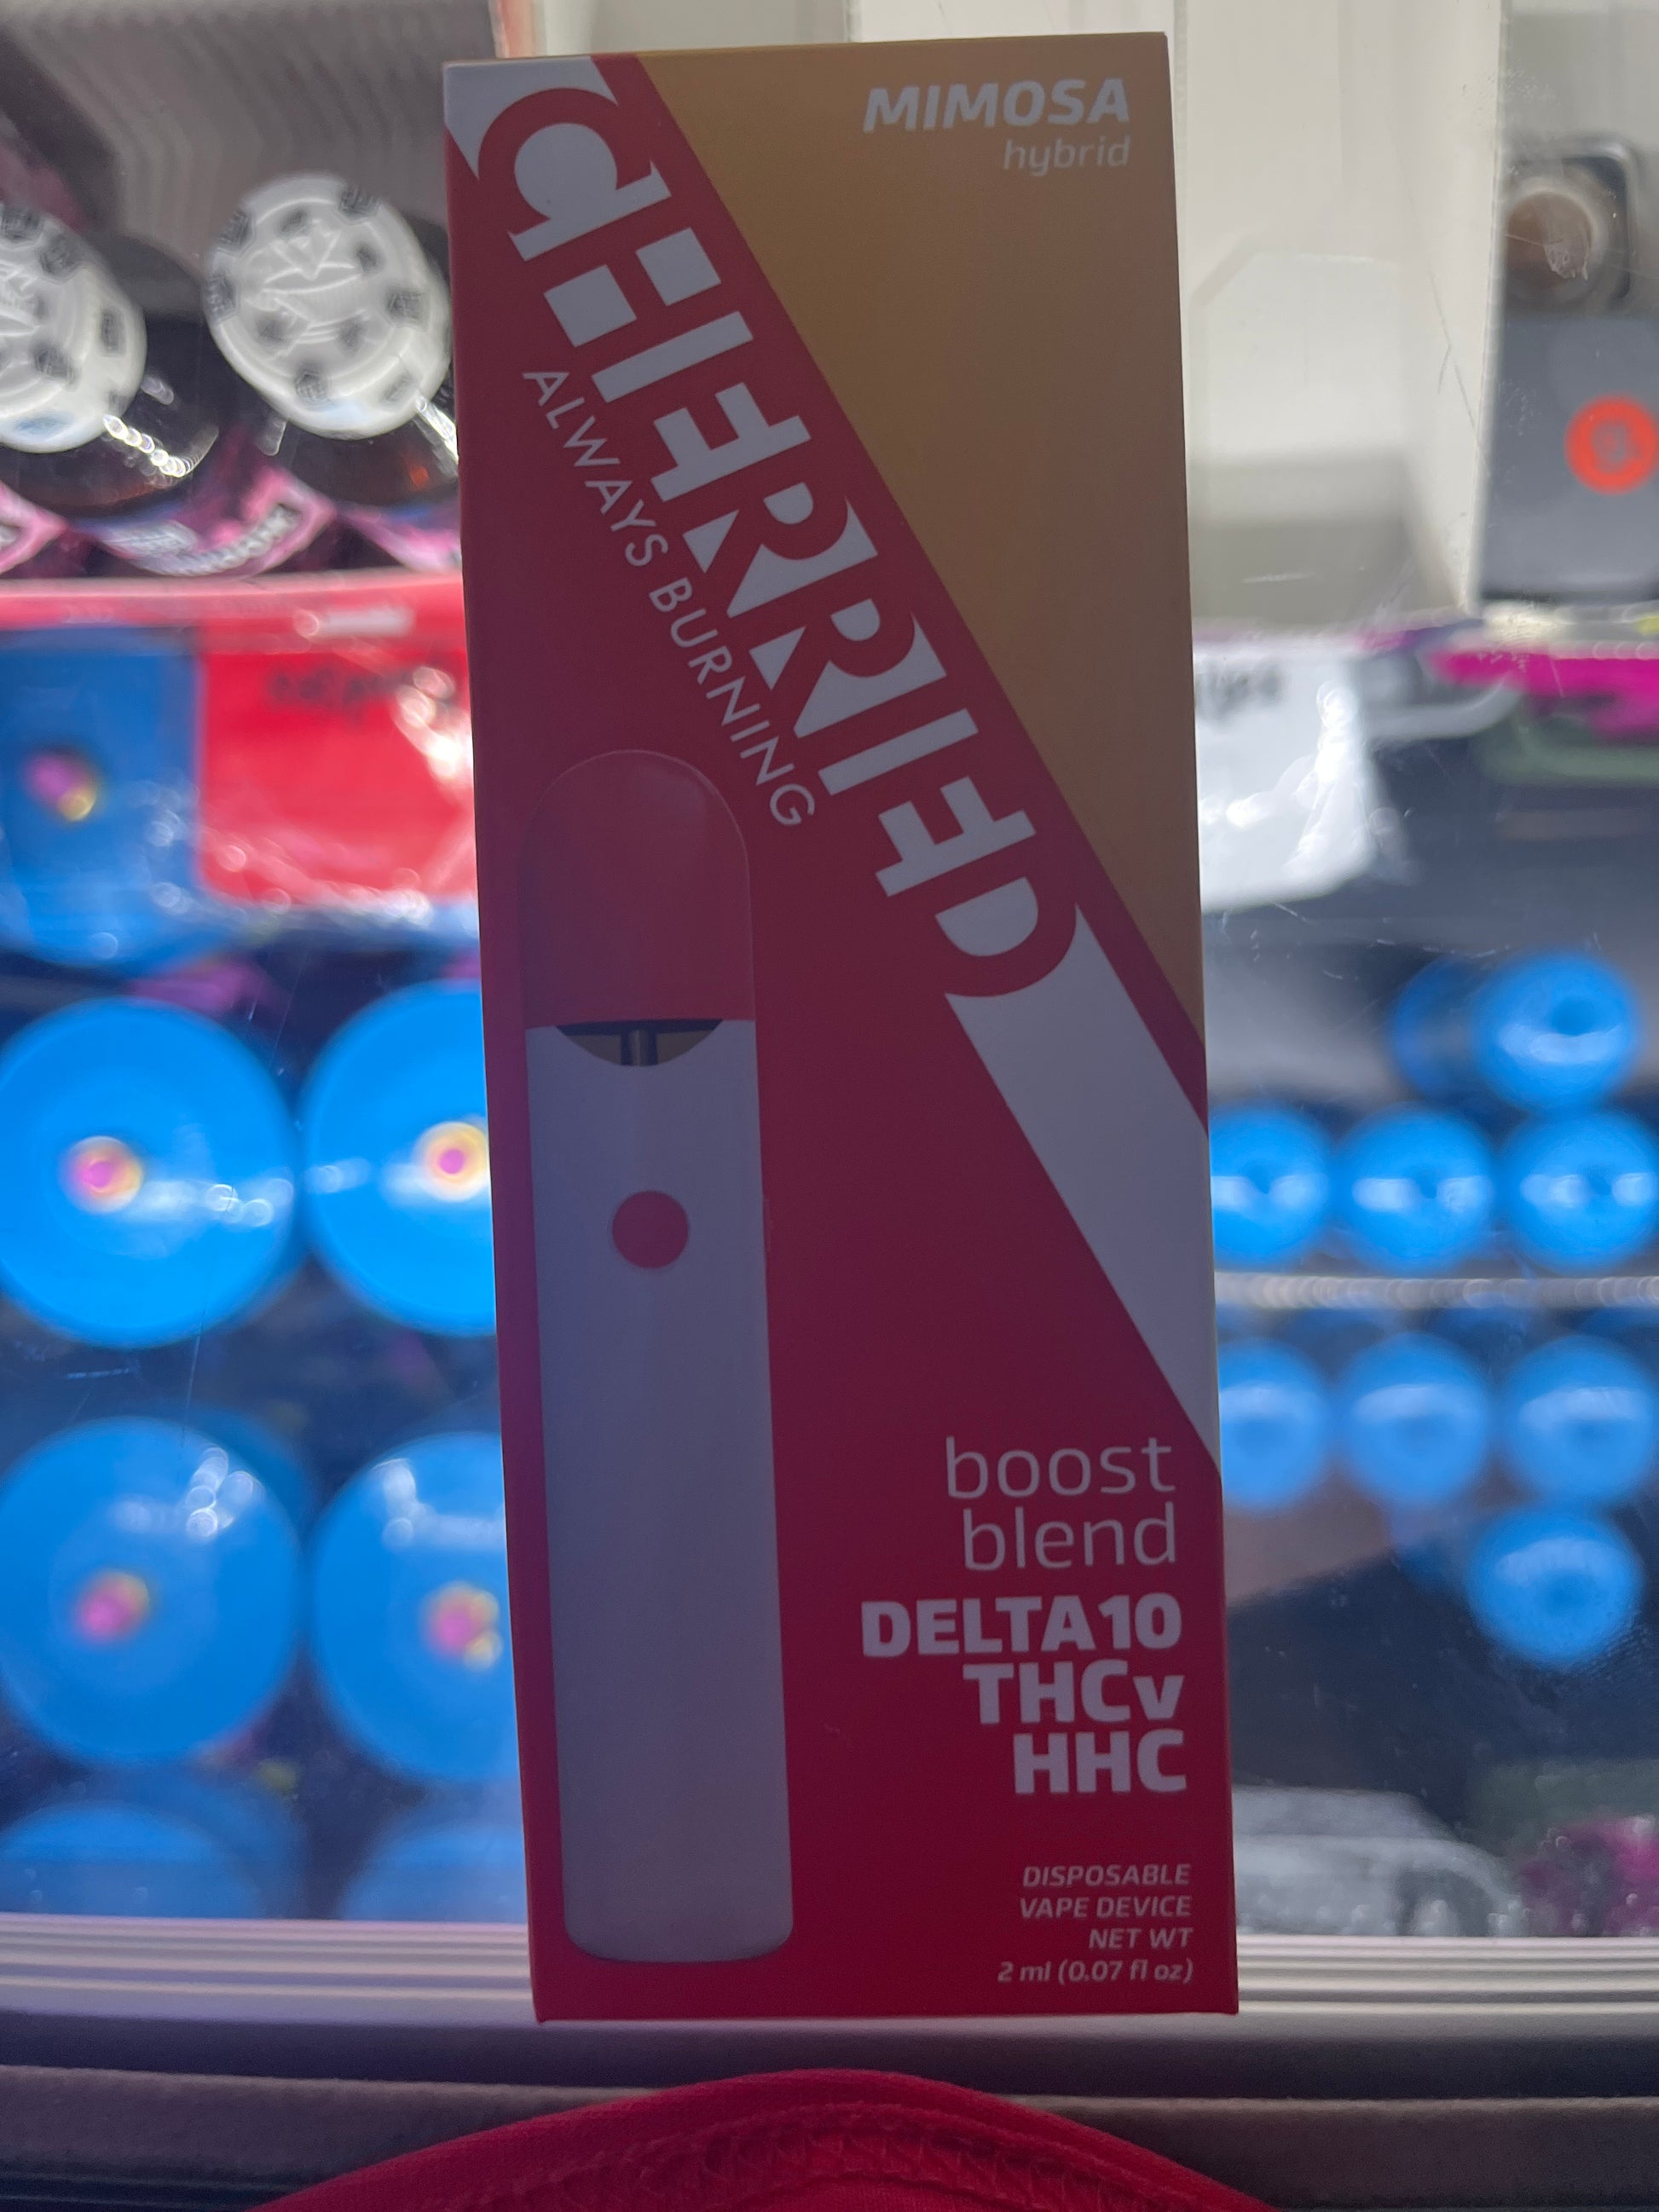 MIMOSA
hybrid
CHERRIED
ALWAYS BURNING
boost
blend
DELTA10
THCv
HHC
DISPOSABLE
VAPE DEVICE
NET WT
2 ml (0.07 fl oz)